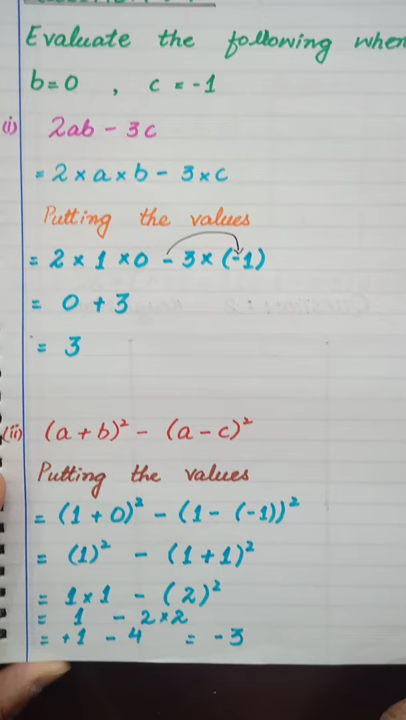 Evaluate the following when
b=0 , c = -1
(i) 2ab - 3c
= 2 × a × b - 3 × c
Putting the values
= 2 × 1 × 0 - 3 × (-1)
= 0 + 3
= 3
(ii) (a + b)² - (a - c)²
Putting the values
= (1 + 0)² - (1 - (-1))²
= (1)² - (1 + 1)²
= 1×1 - (2)²
= 1 - 2×2
= +1 - 4 = -3